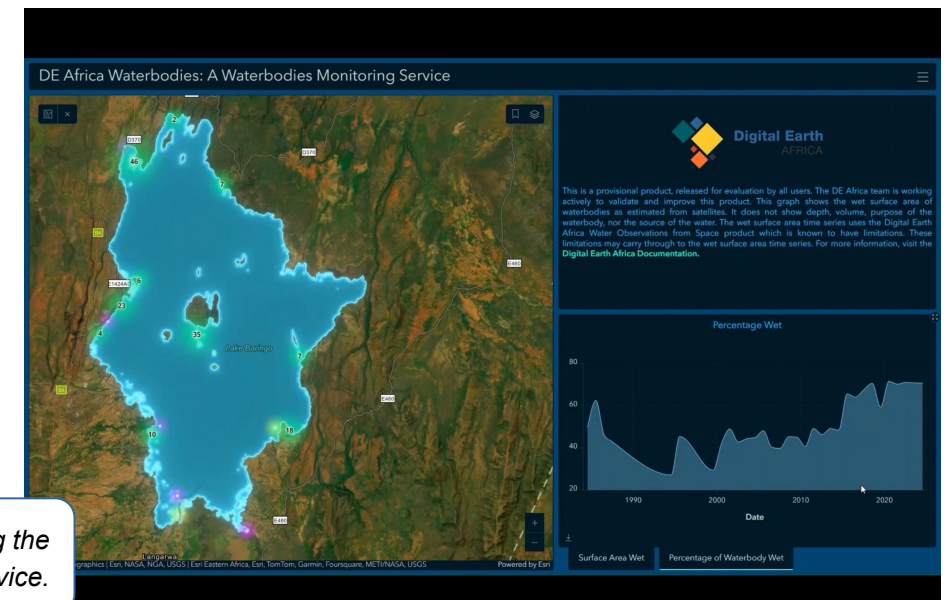 DE Africa Waterbodies: A Waterbodies Monitoring Service
2
D370
46
D370
7
B4
E460
E1424AC
6
23
4
35
Lake Baringo
7
B4
E460
18
10
E460
Langarwa
graphics | Esri, NASA, NGA, USGS | Esri Eastern Africa, Esri, TomTom, Garmin, Foursquare, METI/NASA, USGS
Powered by Esri
Digital Earth
AFRICA
This is a provisional product, released for evaluation by all users. The DE Africa team is working
actively to validate and improve this product. This graph shows the wet surface area of
waterbodies as estimated from satellites. It does not show depth, volume, purpose of the
waterbody, nor the source of the water. The wet surface area time series uses the Digital Earth
Africa Water Observations from Space product which is known to have limitations. These
limitations may carry through to the wet surface area time series. For more information, visit the
Digital Earth Africa Documentation.
Percentage Wet
80
60
40
20
1990
2000
2010
2020
Date
Surface Area Wet
Percentage of Waterbody Wet
g the
vice.